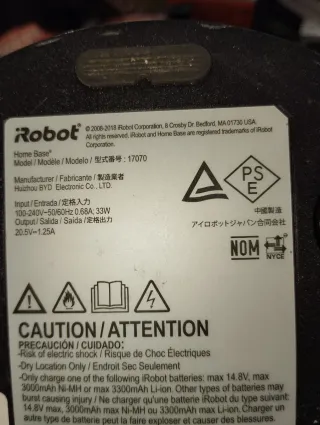 iRobot®
© 2008-2018 iRobot Corporation, 8 Crosby Dr. Bedford, MA 01730 USA.
All rights reserved. iRobot and Home Base are registered trademarks of iRobot
Corporation.
Home Base®
Model / Modèle / Modelo / 型式番号 : 17070
Manufacturer / Fabricante / 製造業者
Huizhou BYD Electronic Co., LTD.
Input / Entrada / 定格入力
100-240V~50/60Hz 0.68A; 33W
Output / Salida / Saída / 定格出力
20.5V⎓1.25A
PS
E
中國製造
アイロボットジャパン合同会社
NOM
NYCE
CAUTION / ATTENTION
PRECAUCIÓN / CUIDADO:
-Risk of electric shock / Risque de Choc Électriques
-Dry Location Only / Endroit Sec Seulement
-Only charge one of the following iRobot batteries: max 14.8V, max
3000mAh Ni-MH or max 3300mAh max Li-ion. Other types of batteries may
burst causing injury / Ne charger qu'une batterie iRobot du type suivant:
14.8V max, 3000mAh max Ni-MH ou 3300mAh max Li-ion. Charger un
autre type de batterie peut la faire exploser et causer des blessures.